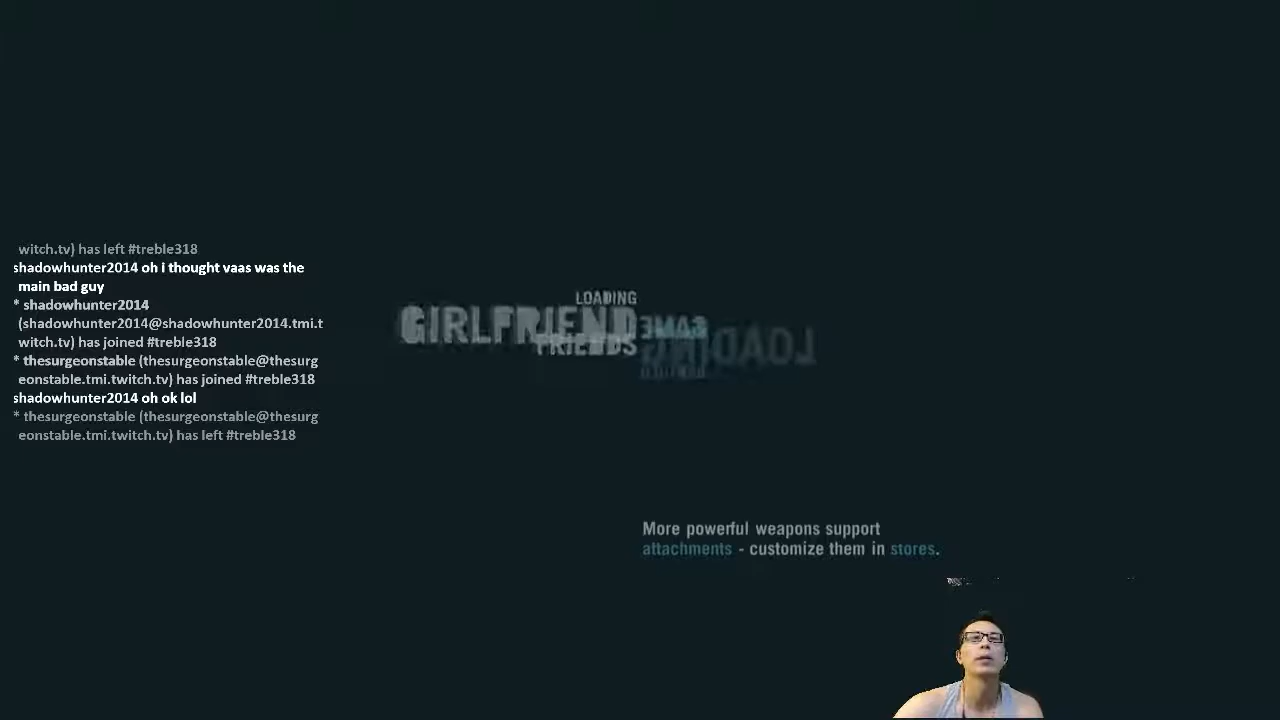 witch.tv) has left #treble318
shadowhunter2014 oh i thought vaas was the
main bad guy
* shadowhunter2014
(shadowhunter2014@shadowhunter2014.tmi.t
witch.tv) has joined #treble318
* thesurgeonstable (thesurgeonstable@thesurg
eonstable.tmi.twitch.tv) has joined #treble318
shadowhunter2014 oh ok lol
* thesurgeonstable (thesurgeonstable@thesurg
eonstable.tmi.twitch.tv) has left #treble318
LOADING
GIRLFRIEND
FRIENDS
GAME
LOADING
More powerful weapons support
attachments - customize them in stores.